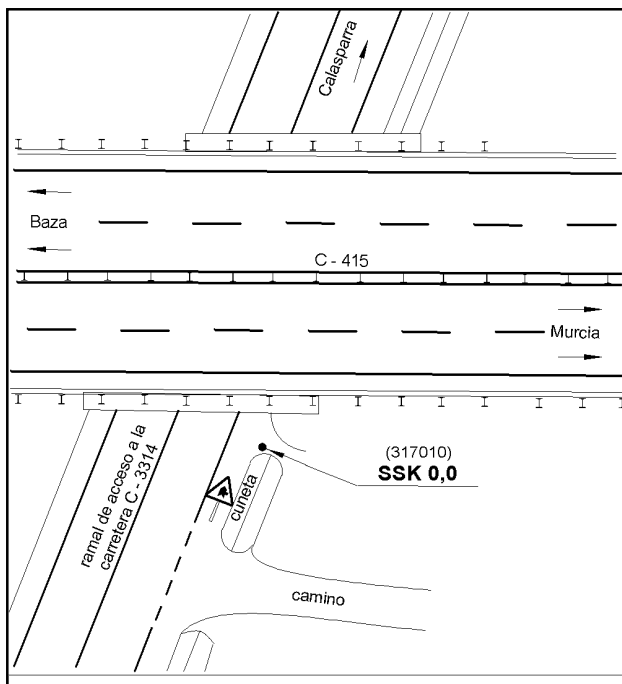 Calasparra
Baza
C - 415
Murcia
ramal de acceso a la
carretera C - 3314
(317010)
SSK 0,0
cuneta
camino